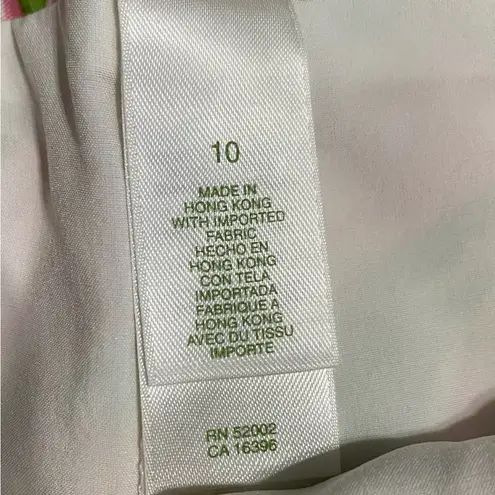 10
MADE IN
HONG KONG
WITH IMPORTED
FABRIC
HECHO EN
HONG KONG
CON TELA
IMPORTADA
FABRIQUE A
HONG KONG
AVEC DU TISSU
IMPORTE
RN 52002
CA 16396